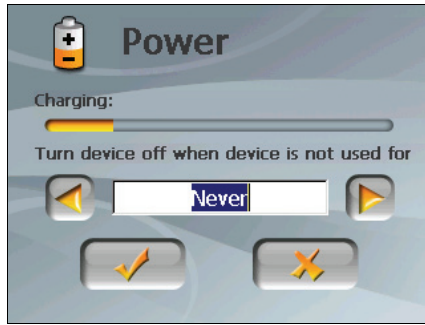 Power
Charging:
Turn device off when device is not used for
Never